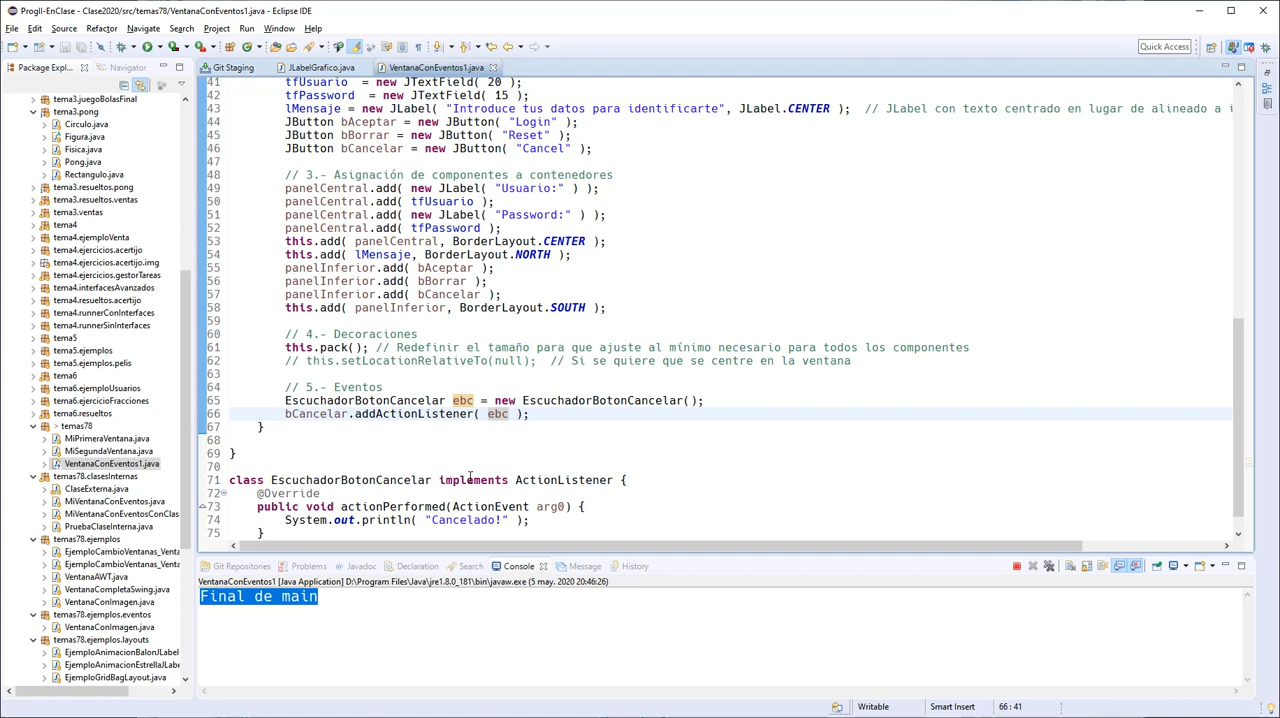 ProgII-EnClase - Clase2020/src/temas78/VentanaConEventos1.java - Eclipse IDE
File Edit Source Refactor Navigate Search Project Run Window Help
Quick Access
Package Expl... Navigator
Git Staging JLabelGrafico.java VentanaConEventos1.java
tema3.juegoBolasFinal
tema3.pong
Circulo.java
Figura.java
Fisica.java
Pong.java
Rectangulo.java
tema3.resueltos.pong
tema3.resueltos.ventas
tema3.ventas
tema4
tema4.ejemploVenta
tema4.ejercicios.acertijo
tema4.ejercicios.acertijo.img
tema4.ejercicios.gestorTareas
tema4.interfacesAvanzados
tema4.resueltos.acertijo
tema4.runnerConInterfaces
tema4.runnerSinInterfaces
tema5
tema5.ejemplos
tema5.ejemplos.pelis
tema6
tema6.ejemploUsuarios
tema6.ejercicioFracciones
tema6.resueltos
> temas78
MiPrimeraVentana.java
MiSegundaVentana.java
VentanaConEventos1.java
temas78.clasesInternas
ClaseExterna.java
MiVentanaConEventos.java
MiVentanaConEventosConClas
PruebaClaseInterna.java
temas78.ejemplos
EjemploCambioVentanas_Venta
EjemploCambioVentanas_Venta
VentanaAWT.java
VentanaCompletaSwing.java
VentanaConImagen.java
temas78.ejemplos.eventos
VentanaConImagen.java
temas78.ejemplos.layouts
EjemploAnimacionBalonJLabel
EjemploAnimacionEstrellaJLabel
EjemploGridBagLayout.java
41 tfUsuario = new JTextField( 20 );
42 tfPassword = new JTextField( 15 );
43 lMensaje = new JLabel( "Introduce tus datos para identificarte", JLabel.CENTER ); // JLabel con texto centrado en lugar de alineado a i
44 JButton bAceptar = new JButton( "Login" );
45 JButton bBorrar = new JButton( "Reset" );
46 JButton bCancelar = new JButton( "Cancel" );
47
48 // 3.- Asignación de componentes a contenedores
49 panelCentral.add( new JLabel( "Usuario:" ) );
50 panelCentral.add( tfUsuario );
51 panelCentral.add( new JLabel( "Password:" ) );
52 panelCentral.add( tfPassword );
53 this.add( panelCentral, BorderLayout.CENTER );
54 this.add( lMensaje, BorderLayout.NORTH );
55 panelInferior.add( bAceptar );
56 panelInferior.add( bBorrar );
57 panelInferior.add( bCancelar );
58 this.add( panelInferior, BorderLayout.SOUTH );
59
60 // 4.- Decoraciones
61 this.pack(); // Redefinir el tamaño para que ajuste al mínimo necesario para todos los componentes
62 // this.setLocationRelativeTo(null); // Si se quiere que se centre en la ventana
63
64 // 5.- Eventos
65 EscuchadorBotonCancelar ebc = new EscuchadorBotonCancelar();
66 bCancelar.addActionListener( ebc );
67 }
68
69 }
70
71 class EscuchadorBotonCancelar implements ActionListener {
72 @Override
73 public void actionPerformed(ActionEvent arg0) {
74 System.out.println( "Cancelado!" );
75 }
Git Repositories Problems Javadoc Declaration Search Console Message History
VentanaConEventos1 [Java Application] D:\Program Files\Java\jre1.8.0_181\bin\javaw.exe (5 may. 2020 20:46:26)
Final de main
Writable Smart Insert 66 : 41